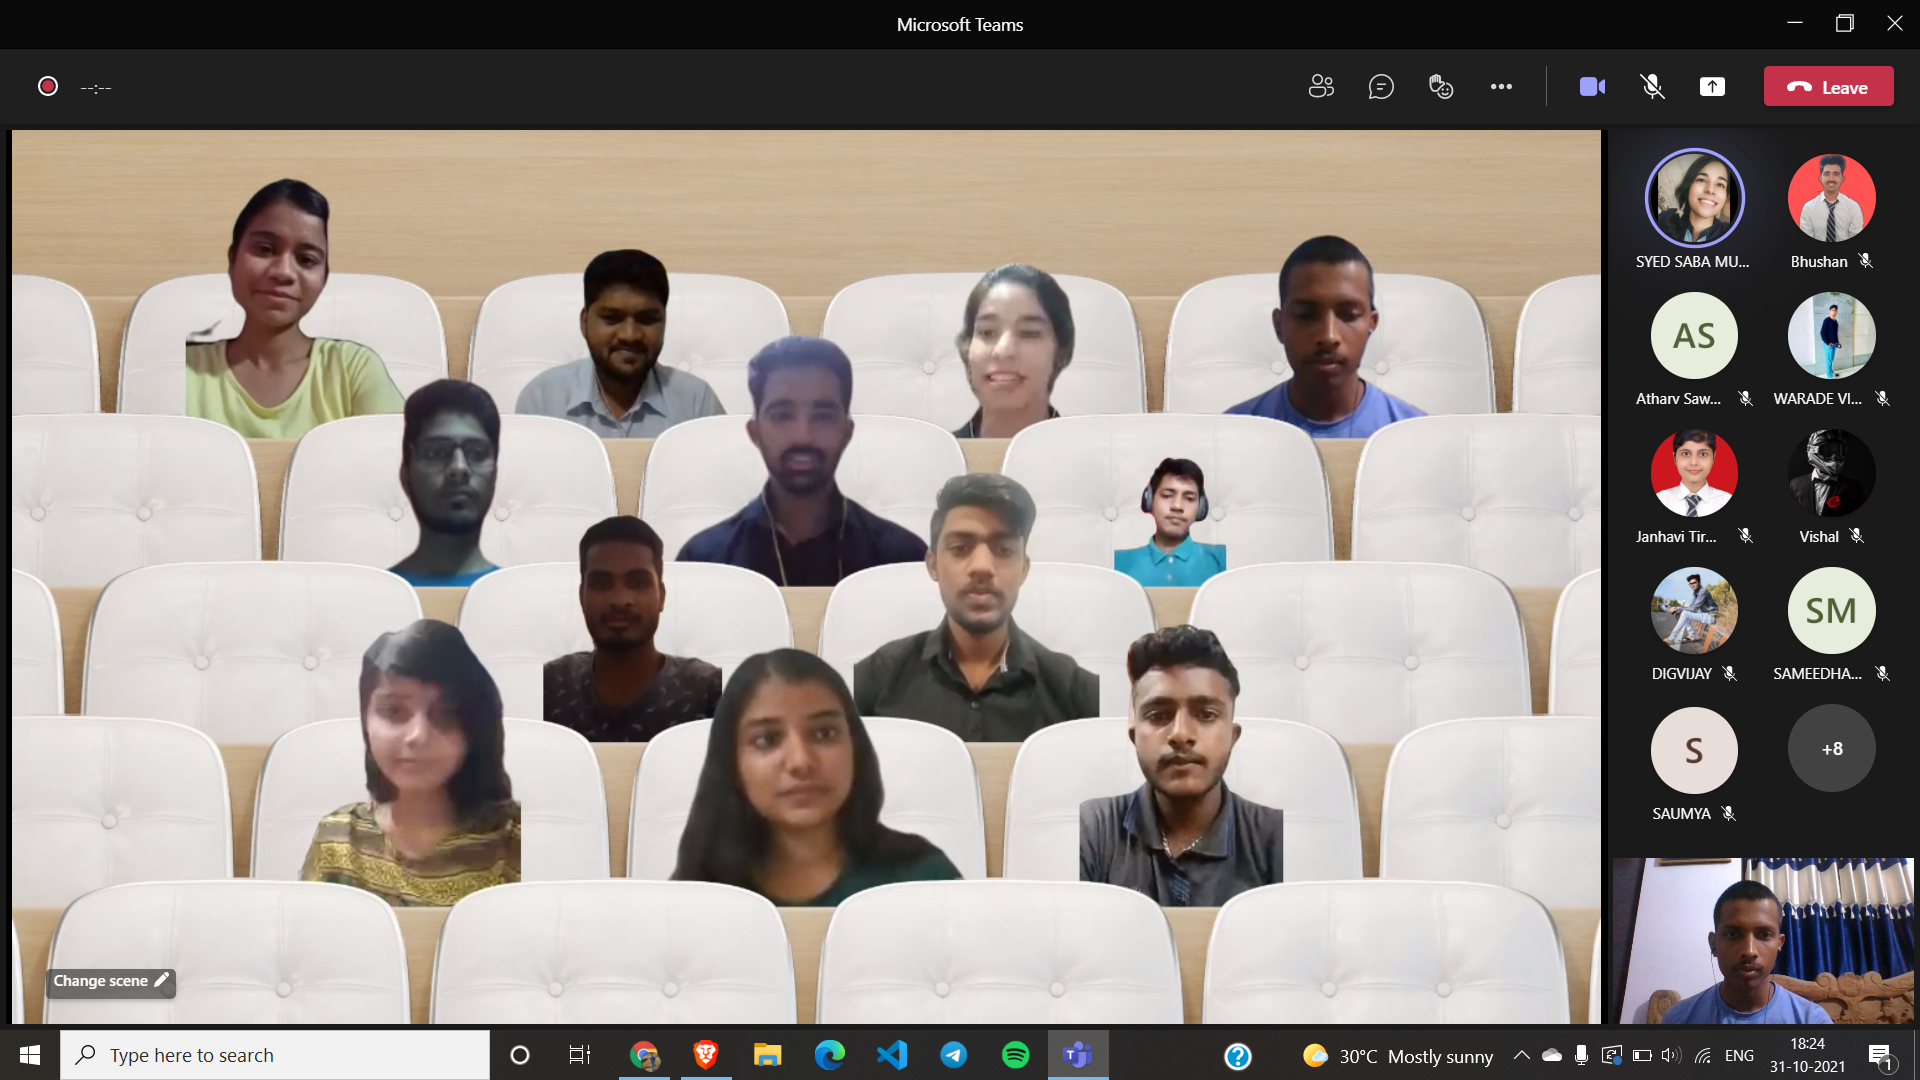 Microsoft Teams
--:--
Leave
SYED SABA MU...
Bhushan
AS
Atharv Saw...
WARADE VI...
Janhavi Tir...
Vishal
DIGVIJAY
SM
SAMEEDHA...
S
+8
SAUMYA
Change scene
Type here to search
30°C Mostly sunny
ENG
18:24
31-10-2021
1